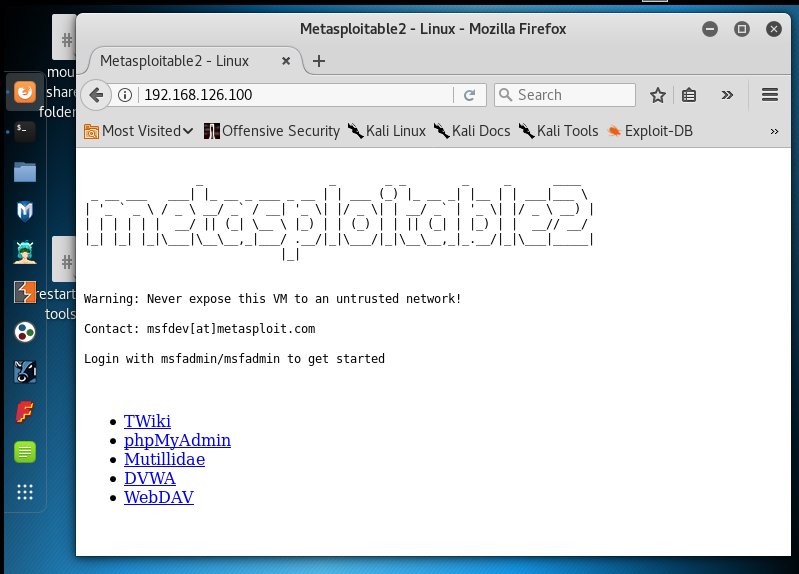 Metasploitable2 - Linux - Mozilla Firefox
Metasploitable2 - Linux
192.168.126.100
Search
Most Visited
Offensive Security
Kali Linux
Kali Docs
Kali Tools
Exploit-DB
mou
share
folder
restart
tools
metasploitable2
Warning: Never expose this VM to an untrusted network!
Contact: msfdev[at]metasploit.com
Login with msfadmin/msfadmin to get started
TWiki
phpMyAdmin
Mutillidae
DVWA
WebDAV